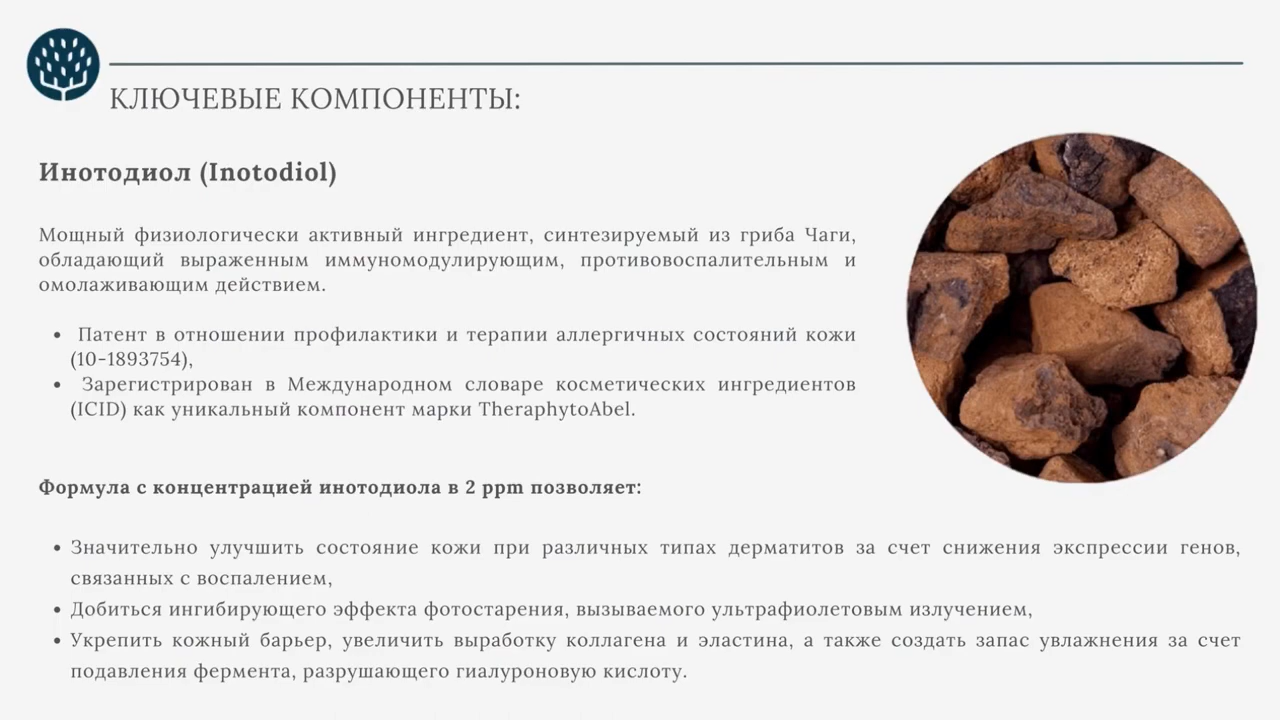 КЛЮЧЕВЫЕ КОМПОНЕНТЫ:
Инотодиол (Inotodiol)
Мощный физиологически активный ингредиент, синтезируемый из гриба Чаги,
обладающий выраженным иммуномодулирующим, противовоспалительным и
омолаживающим действием.
• Патент в отношении профилактики и терапии аллергичных состояний кожи
(10-1893754),
• Зарегистрирован в Международном словаре косметических ингредиентов
(ICID) как уникальный компонент марки TheraphytoAbel.
Формула с концентрацией инотодиола в 2 ppm позволяет:
• Значительно улучшить состояние кожи при различных типах дерматитов за счет снижения экспрессии генов,
связанных с воспалением,
• Добиться ингибирующего эффекта фотостарения, вызываемого ультрафиолетовым излучением,
• Укрепить кожный барьер, увеличить выработку коллагена и эластина, а также создать запас увлажнения за счет
подавления фермента, разрушающего гиалуроновую кислоту.